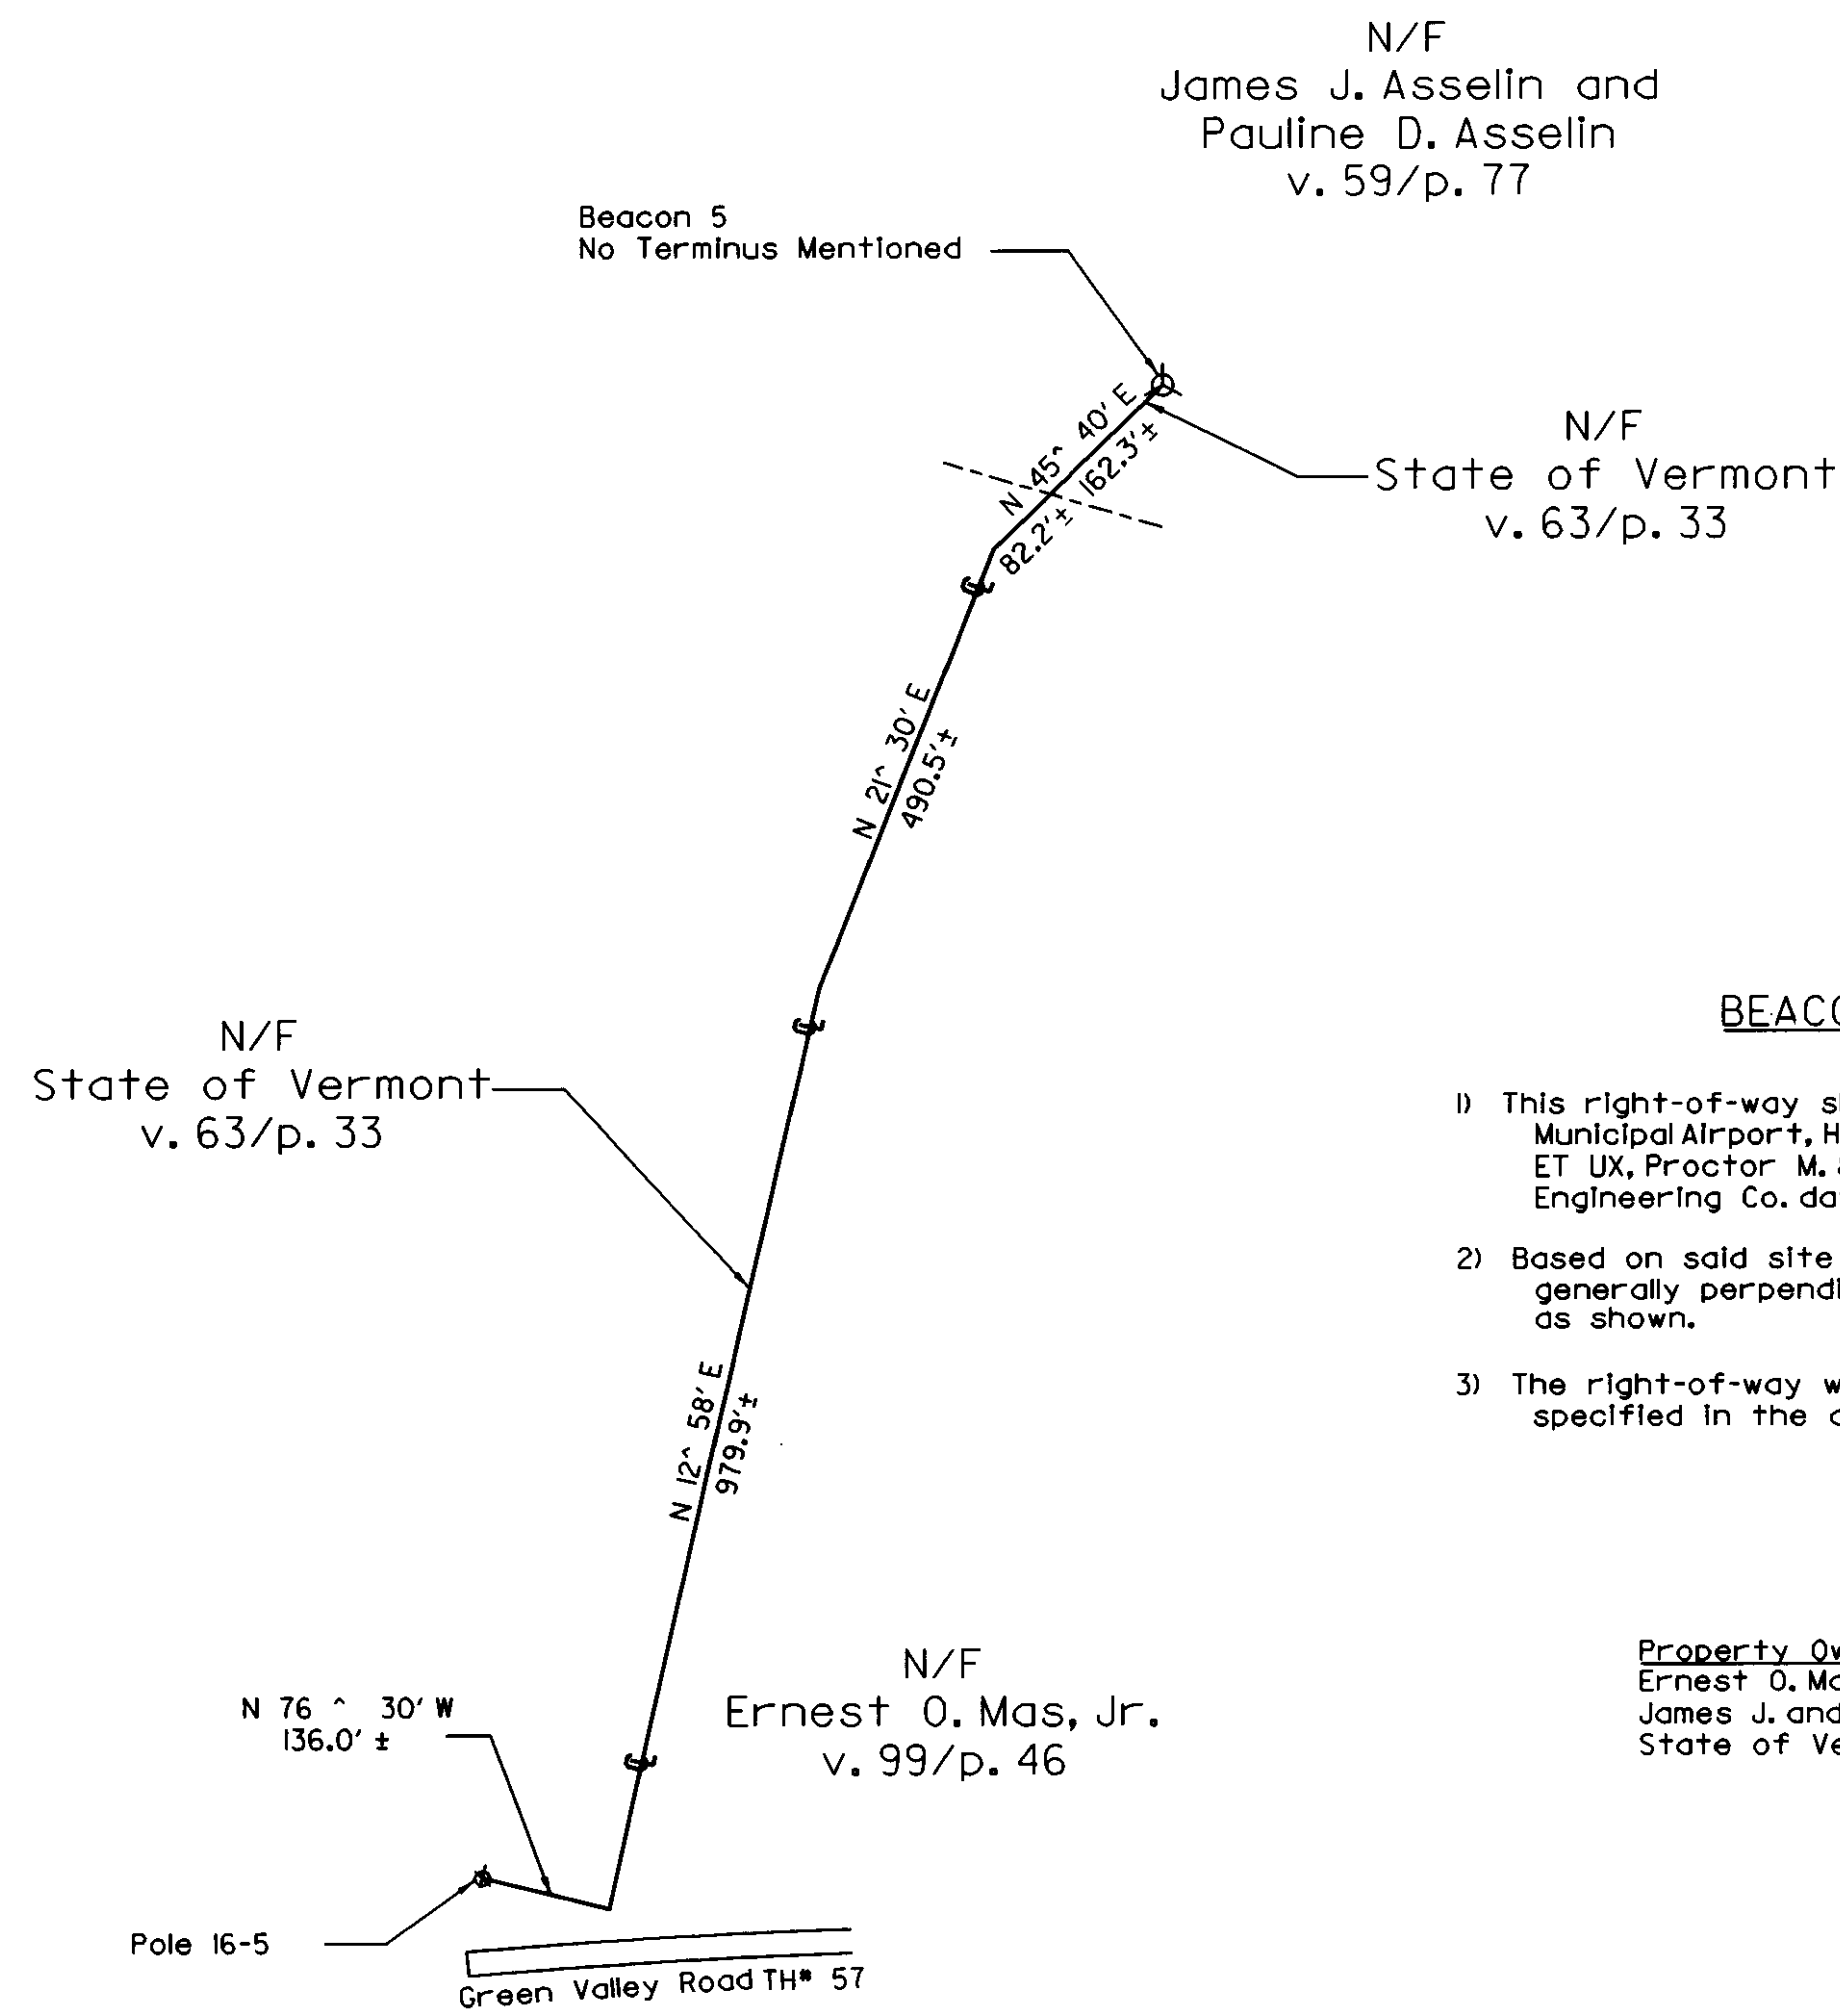 N/F
James J. Asselin and
Pauline D. Asselin
v. 59/p. 77
Beacon 5
No Terminus Mentioned
N 45^ 40' E
162.3'±
82.2'±
N/F
State of Vermont
v. 63/p. 33
N 21^ 30' E
490.5'±
N/F
State of Vermont
v. 63/p. 33
BEACO
1) This right-of-way s
Municipal Airport, H
ET UX, Proctor M. &
Engineering Co. da
2) Based on said site
generally perpendi
as shown.
3) The right-of-way w
specified in the
N 12^ 58' E
979.9'±
N/F
Ernest O. Mas, Jr.
v. 99/p. 46
N 76 ^ 30' W
136.0' ±
Property Ow
Ernest O. Ma
James J. and
State of Ve
Pole 16-5
Green Valley Road TH# 57